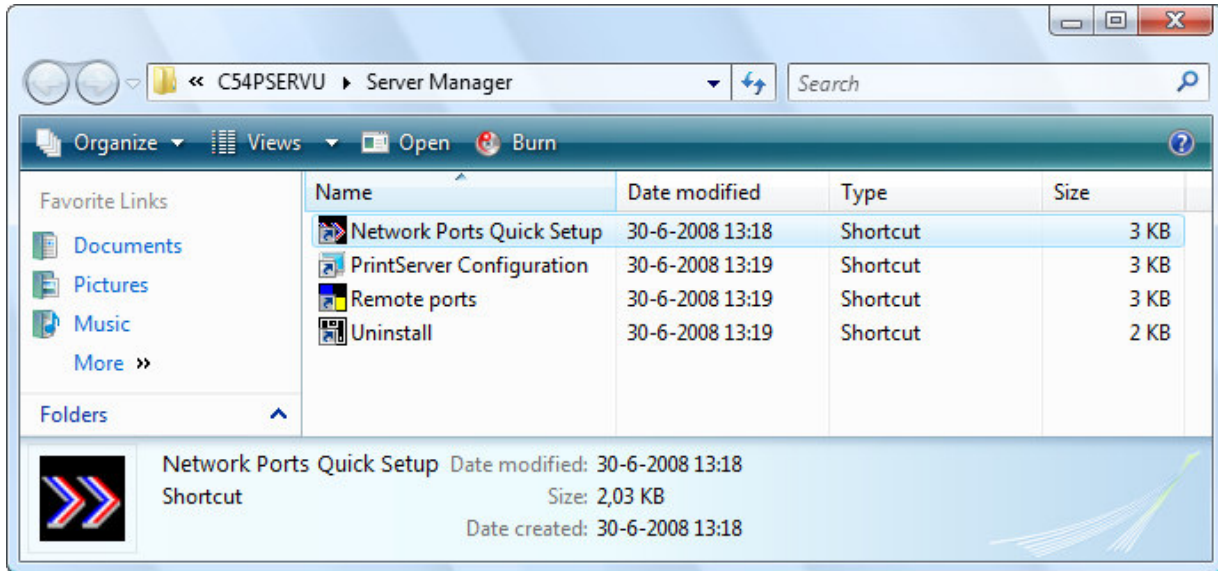 « C54PSERVU Server Manager Search
Organize Views Open Burn
Favorite Links
Documents
Pictures
Music
More »
Folders
Name Date modified Type Size
Network Ports Quick Setup 30-6-2008 13:18 Shortcut 3 KB
PrintServer Configuration 30-6-2008 13:19 Shortcut 3 KB
Remote ports 30-6-2008 13:19 Shortcut 3 KB
Uninstall 30-6-2008 13:19 Shortcut 2 KB
Network Ports Quick Setup Date modified: 30-6-2008 13:18
Shortcut Size: 2,03 KB
Date created: 30-6-2008 13:18